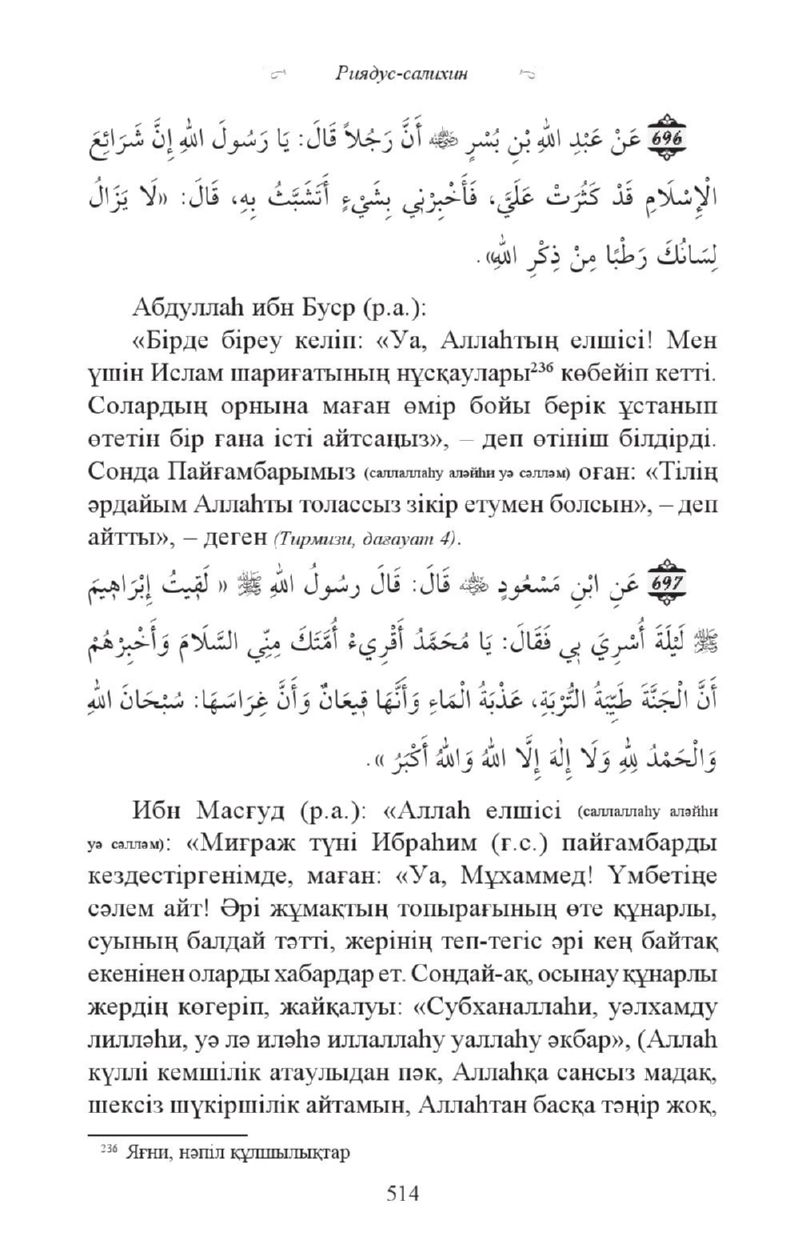 Риядус-салихин
696 عَنْ عَبْدِ اللهِ بْنِ بُسْرٍ ﷺ أَنَّ رَجُلاً قَالَ: يَا رَسُولَ اللهِ إِنَّ شَرَائِعَ
الْإِسْلَامِ قَدْ كَثُرَتْ عَلَيَّ، فَأَخْبِرْنِي بِشَيْءٍ أَتَشَبَّثُ بِهِ، قَالَ: «لَا يَزَالُ
لِسَانُكَ رَطْبًا مِنْ ذِكْرِ اللهِ».
Абдуллаһ ибн Буср (р.а.):
«Бірде біреу келіп: «Уа, Аллаһтың елшісі! Мен
үшін Ислам шариғатының нұсқаулары²³⁶ көбейіп кетті.
Солардың орнына маған өмір бойы берік ұстанып
өтетін бір ғана істі айтсаңыз», – деп өтініш білдірді.
Сонда Пайғамбарымыз (саллаллаһу аләйһи уә сәлләм) оған: «Тілің
әрдайым Аллаһты толассыз зікір етумен болсын», – деп
айтты», – деген (Тирмизи, дағауат 4).
697 عَنِ ابْنِ مَسْعُودٍ قَالَ: قَالَ رسُولُ اللهِ ﷺ « لَقِيتُ إِبْرَاهِيمَ
ﷺ لَيْلَةَ أُسْرِيَ بِي فَقَالَ: يَا مُحَمَّدُ أَقْرِيءْ أُمَّتَكَ مِنِّي السَّلَامَ وَأَخْبِرْهُمْ
أَنَّ الْجَنَّةَ طَيِّبَةُ التُّرْبَةِ، عَذْبَةُ الْمَاءِ وَأَنَّهَا قِيعَانٌ وَأَنَّ غِرَاسَهَا: سُبْحَانَ اللهِ
وَالْحَمْدُ لِلهِ وَلَا إِلٰهَ إِلَّا اللهُ وَاللهُ أَكْبَرُ ».
Ибн Масғуд (р.а.): «Аллаһ елшісі (саллаллаһу аләйһи
уә сәлләм): «Миғраж түні Ибраһим (ғ.с.) пайғамбарды
кездестіргенімде, маған: «Уа, Мұхаммед! Үмбетіңе
сәлем айт! Әрі жұмақтың топырағының өте құнарлы,
суының балдай тәтті, жерінің теп-тегіс әрі кең байтақ
екенінен оларды хабардар ет. Сондай-ақ, осынау құнарлы
жердің көгеріп, жайқалуы: «Субханаллаһи, уәлхамду
лилләһи, уә лә иләһә иллаллаһу уаллаһу әкбар», (Аллаһ
күллі кемшілік атаулыдан пәк, Аллаһқа сансыз мадақ,
шексіз шүкіршілік айтамын, Аллаһтан басқа тәңір жоқ,
²³⁶ Яғни, нәпіл құлшылықтар
514